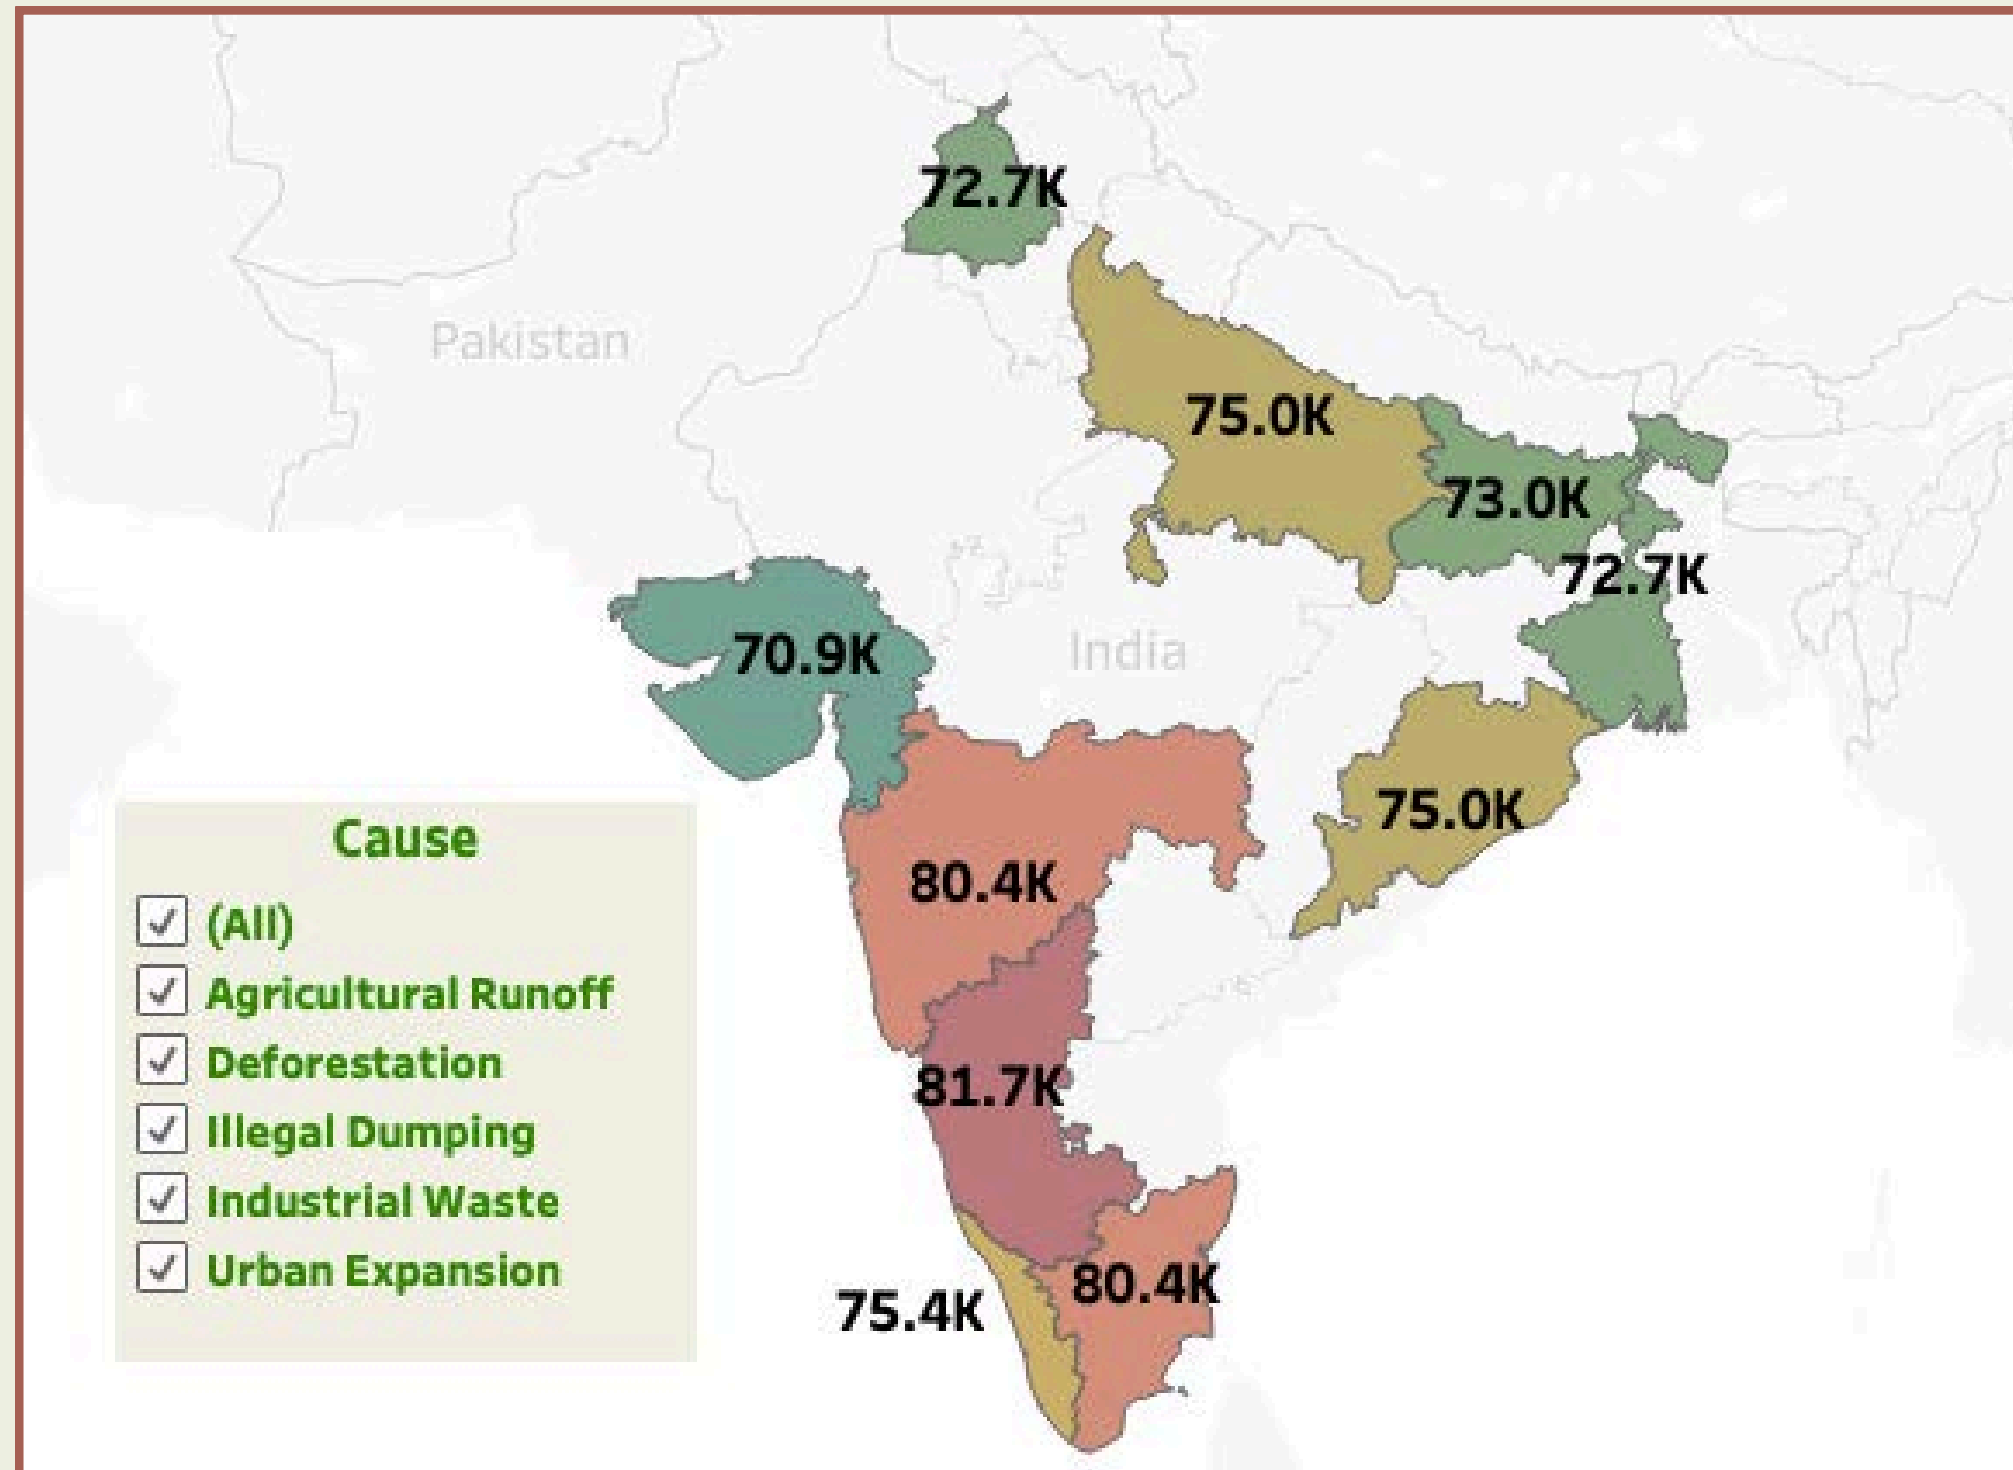 72.7K
Pakistan
75.0K
73.0K
72.7K
70.9K
India
75.0K
80.4K
81.7K
80.4K
75.4K
Cause
(All)
Agricultural Runoff
Deforestation
Illegal Dumping
Industrial Waste
Urban Expansion